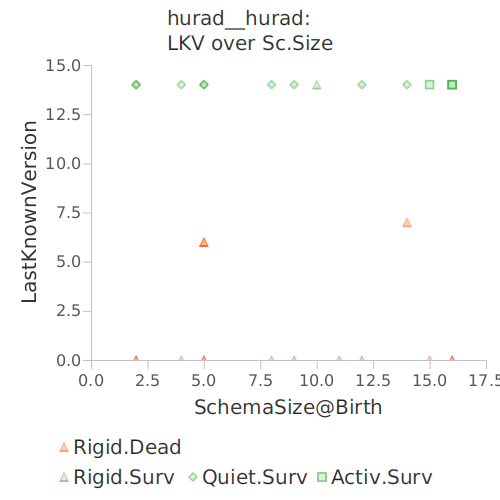 hurad__hurad:
LKV over Sc.Size
15.0
12.5
10.0
7.5
5.0
2.5
0.0
LastKnownVersion
0.0 2.5 5.0 7.5 10.0 12.5 15.0 17.5
SchemaSize@Birth
Rigid.Dead
Rigid.Surv Quiet.Surv Activ.Surv